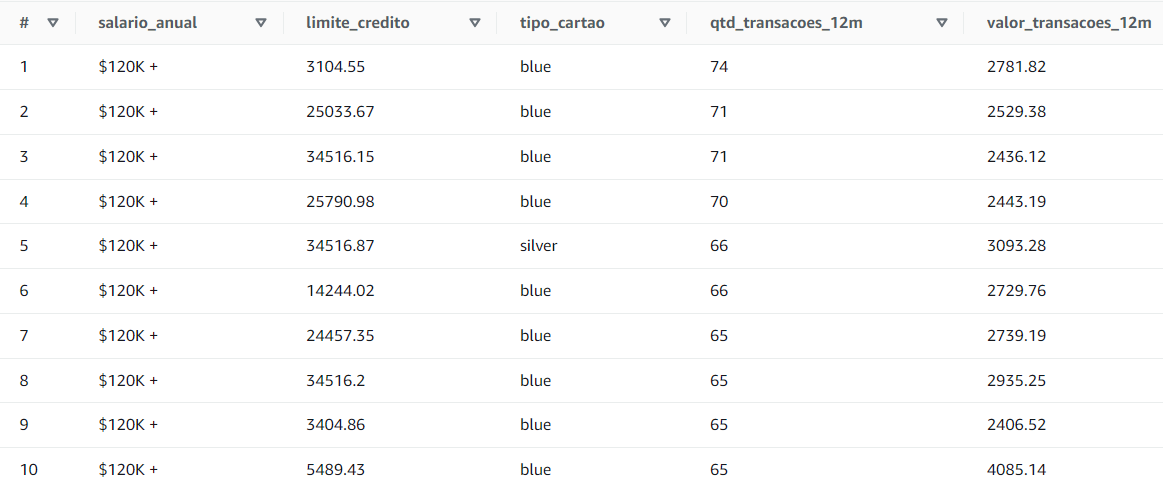 # salario_anual limite_credito tipo_cartao qtd_transacoes_12m valor_transacoes_12m
1 $120K + 3104.55 blue 74 2781.82
2 $120K + 25033.67 blue 71 2529.38
3 $120K + 34516.15 blue 71 2436.12
4 $120K + 25790.98 blue 70 2443.19
5 $120K + 34516.87 silver 66 3093.28
6 $120K + 14244.02 blue 66 2729.76
7 $120K + 24457.35 blue 65 2739.19
8 $120K + 34516.2 blue 65 2935.25
9 $120K + 3404.86 blue 65 2406.52
10 $120K + 5489.43 blue 65 4085.14